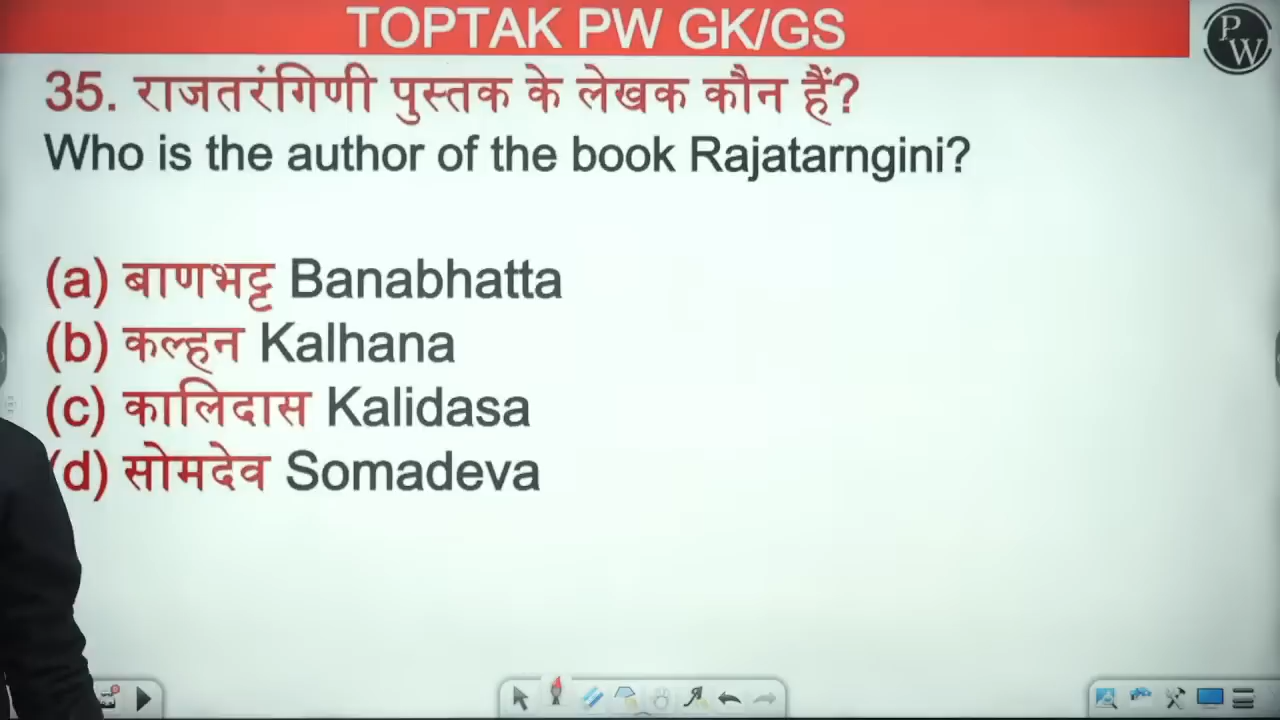 TOPTAK PW GK/GS
PW
35. राजतरंगिणी पुस्तक के लेखक कौन हैं?
Who is the author of the book Rajatarngini?
(a) बाणभट्ट Banabhatta
(b) कल्हन Kalhana
(c) कालिदास Kalidasa
(d) सोमदेव Somadeva